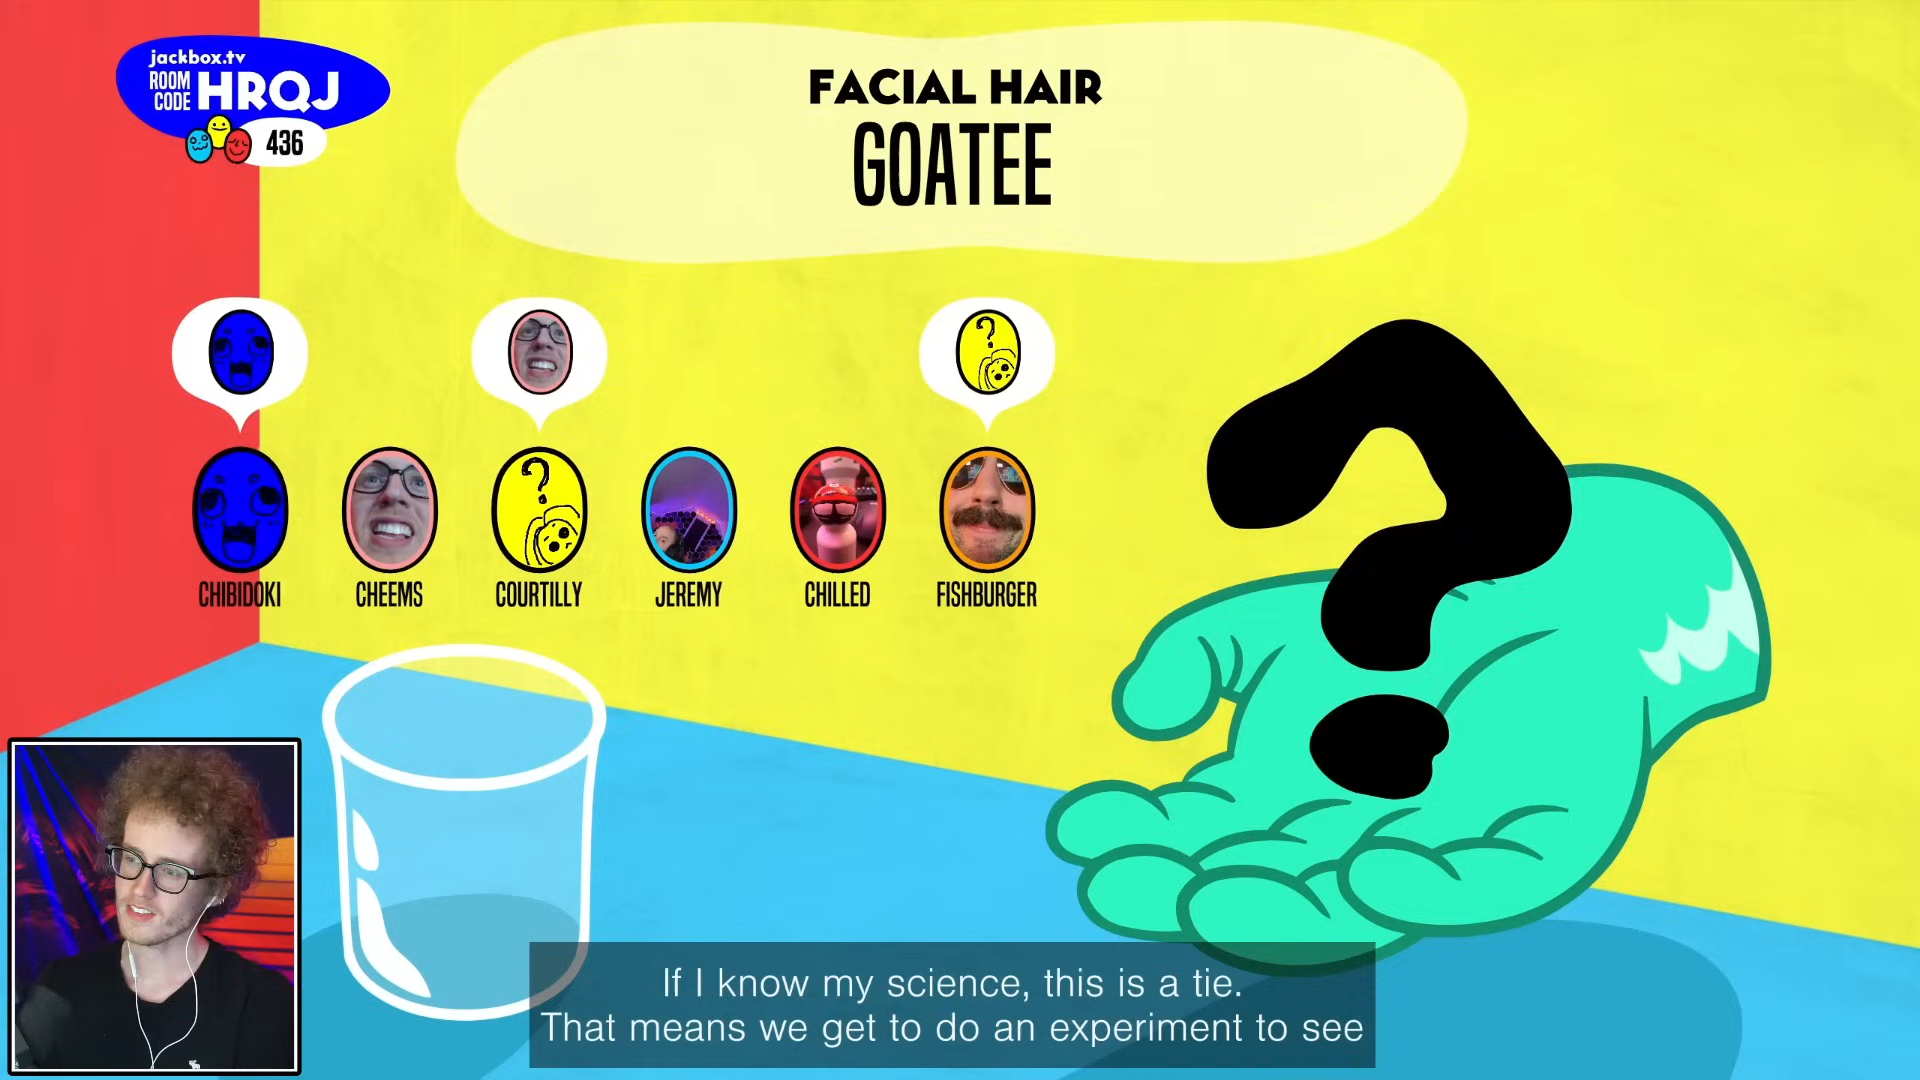 jackbox.tv
ROOM
CODE
HRQJ
436
FACIAL HAIR
GOATEE
?
?
CHIBIDOKI
CHEEMS
COURTILLY
JEREMY
CHILLED
FISHBURGER
?
If I know my science, this is a tie.
That means we get to do an experiment to see